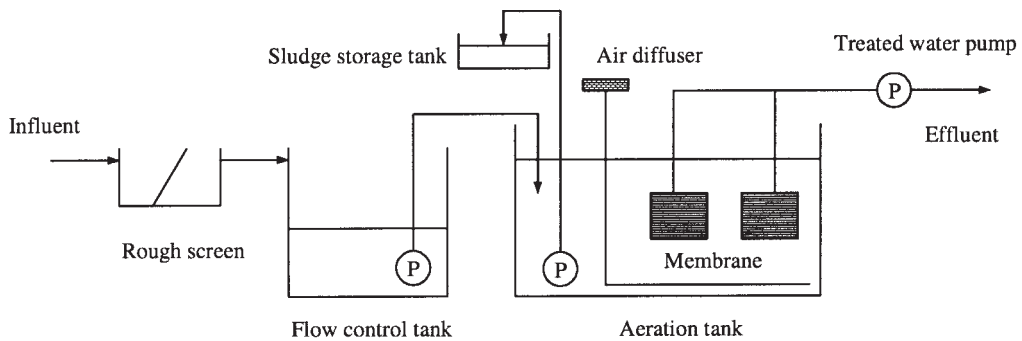 Treated water pump
Sludge storage tank
Air diffuser
P
Influent
Effluent
Rough screen
P
P
Membrane
Flow control tank
Aeration tank